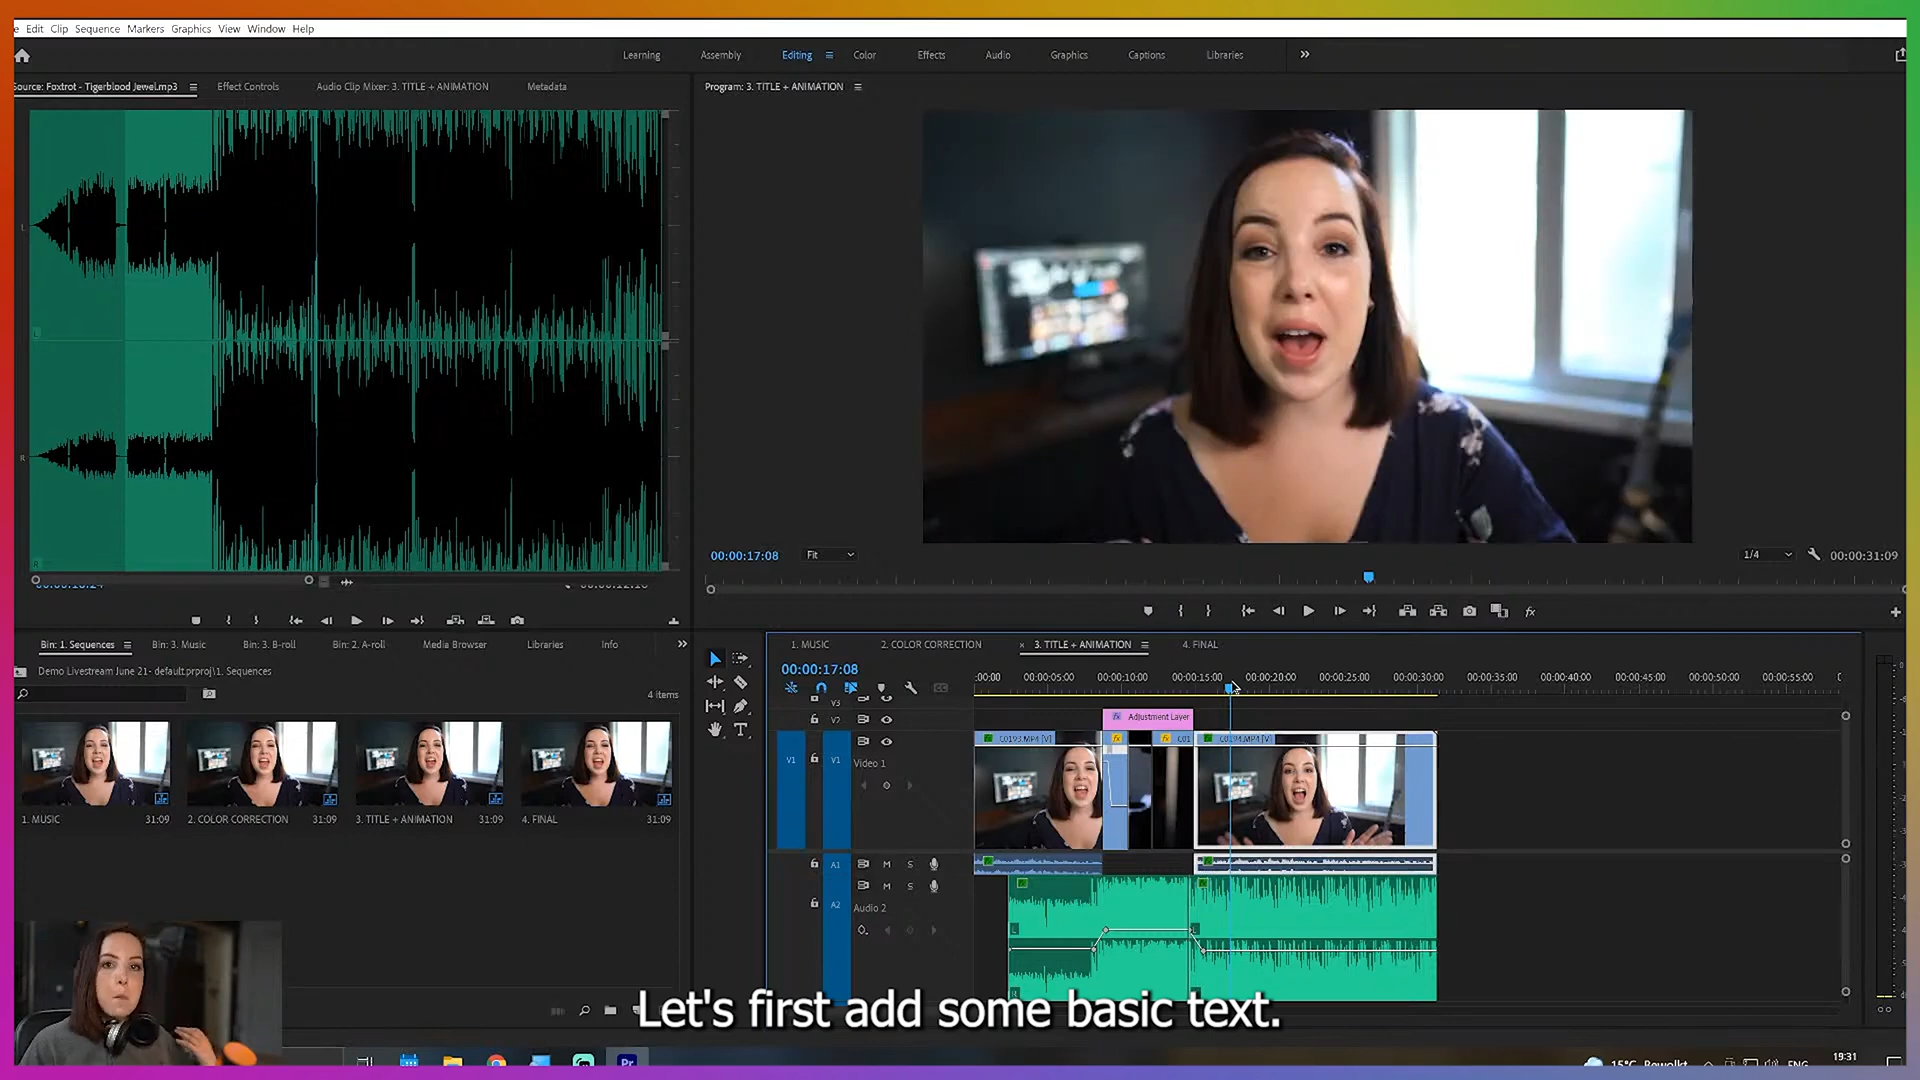 Edit Clip Sequence Markers Graphics View Window Help
Learning Assembly Editing Color Effects Audio Graphics Captions Libraries
Source: Foxtrot - Tigerblood Jewel.mp3 Effect Controls Audio Clip Mixer: 3. TITLE + ANIMATION Metadata
Program: 3. TITLE + ANIMATION
L
R
00:00:17:08 Fit 1/4 00:00:31:09
Bin: 1. Sequences Bin: 3. Music Bin: 3. B-roll Bin: 2. A-roll Media Browser Libraries Info
Demo Livestream June 21- default.prproj\1. Sequences
4 items
1. MUSIC 31:09 2. COLOR CORRECTION 31:09 3. TITLE + ANIMATION 31:09 4. FINAL 31:09
1. MUSIC 2. COLOR CORRECTION × 3. TITLE + ANIMATION 4. FINAL
00:00:17:08
:00:00 00:00:05:00 00:00:10:00 00:00:15:00 00:00:20:00 00:00:25:00 00:00:30:00 00:00:35:00 00:00:40:00 00:00:45:00 00:00:50:00 00:00:55:00
V3
V2 fx Adjustment Layer
C0193.MP4 [V] C01 C0194.MP4 [V]
V1 V1 Video 1
A1 M S
M S
A2 Audio 2
Let's first add some basic text.
Pr 15°C Bewolkt ENG 19:31